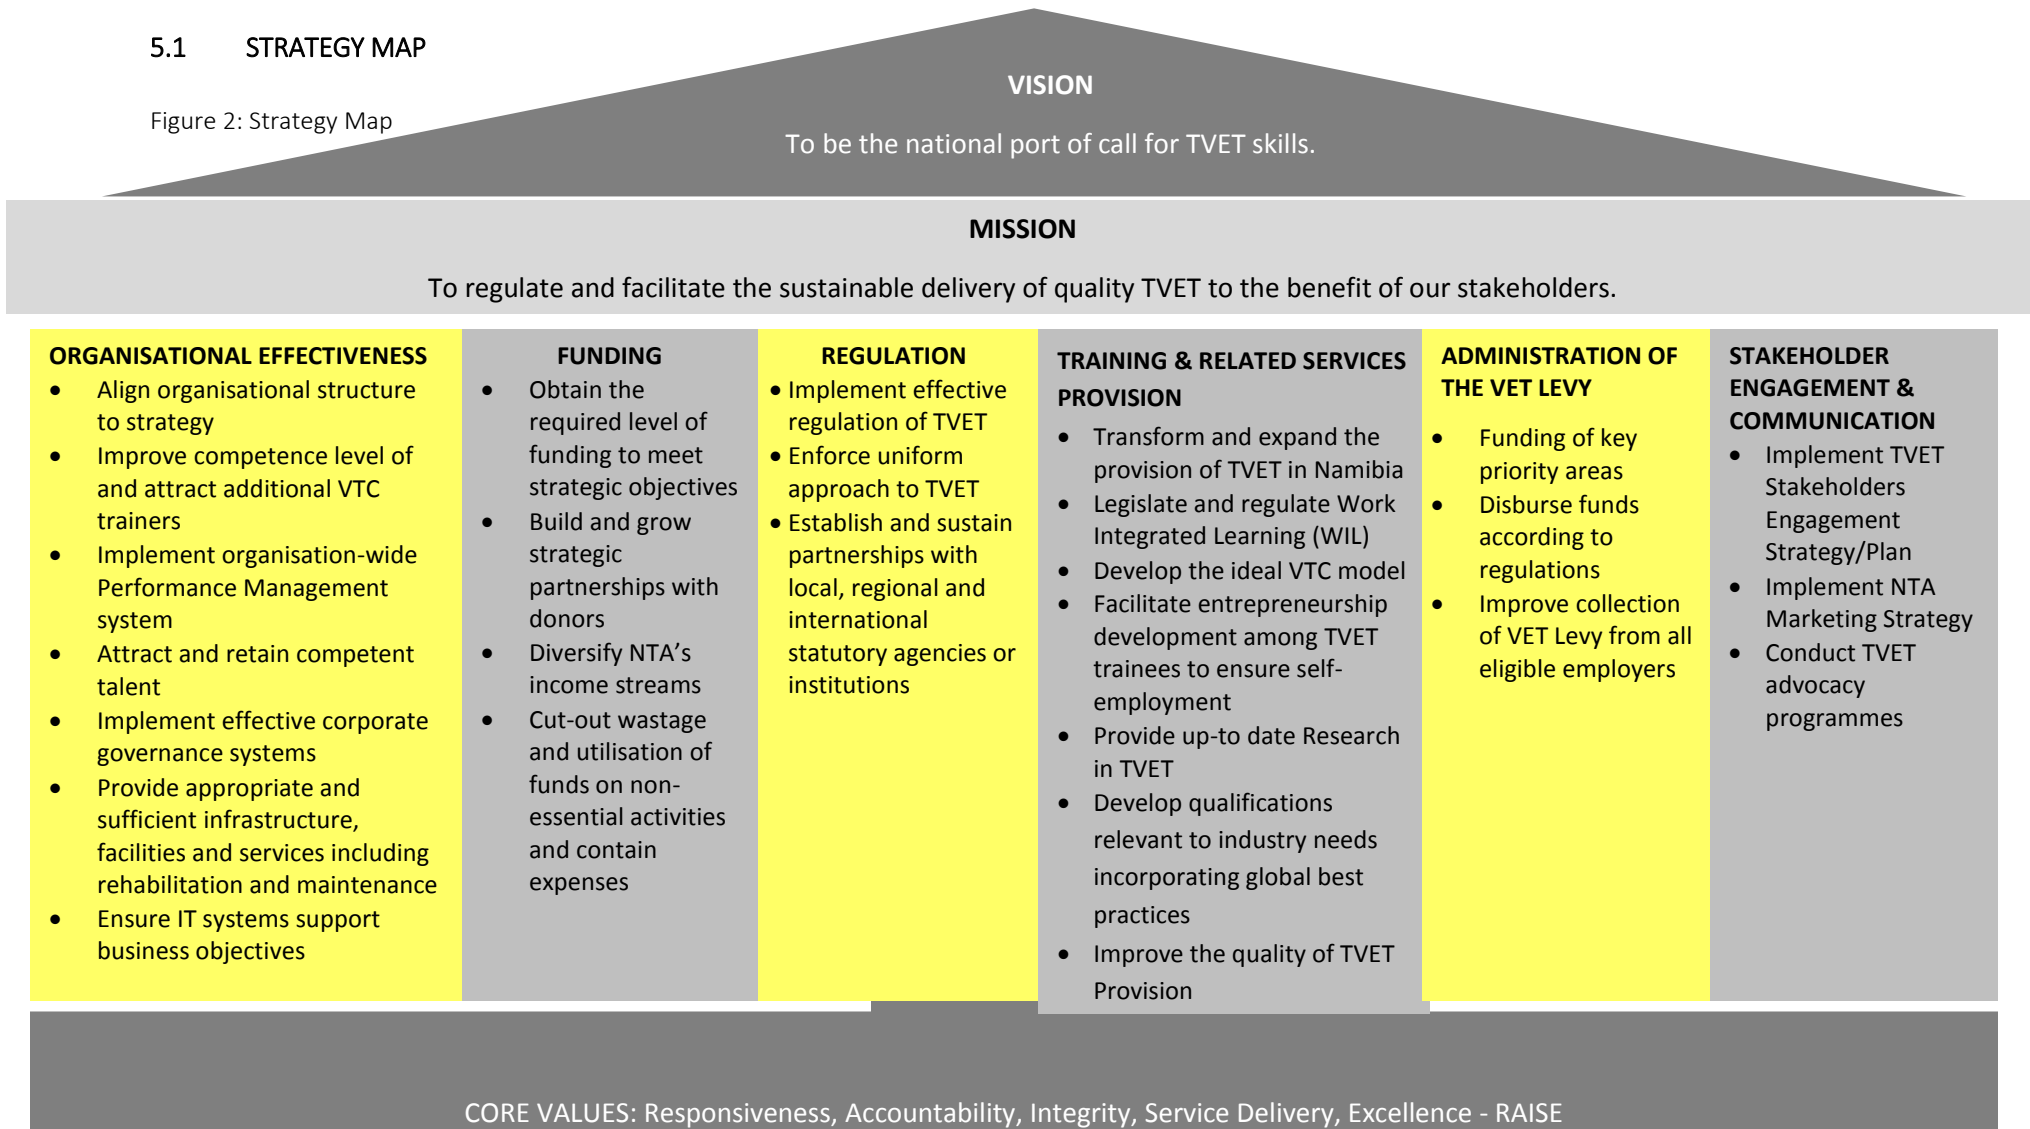 5.1 STRATEGY MAP
Figure 2: Strategy Map
VISION
To be the national port of call for TVET skills.
MISSION
To regulate and facilitate the sustainable delivery of quality TVET to the benefit of our stakeholders.
ORGANISATIONAL EFFECTIVENESS
• Align organisational structure
to strategy
• Improve competence level of
and attract additional VTC
trainers
• Implement organisation-wide
Performance Management
system
• Attract and retain competent
talent
• Implement effective corporate
governance systems
• Provide appropriate and
sufficient infrastructure,
facilities and services including
rehabilitation and maintenance
• Ensure IT systems support
business objectives
FUNDING
• Obtain the
required level of
funding to meet
strategic objectives
• Build and grow
strategic
partnerships with
donors
• Diversify NTA’s
income streams
• Cut-out wastage
and utilisation of
funds on non-
essential activities
and contain
expenses
REGULATION
• Implement effective
regulation of TVET
• Enforce uniform
approach to TVET
• Establish and sustain
partnerships with
local, regional and
international
statutory agencies or
institutions
TRAINING & RELATED SERVICES
PROVISION
• Transform and expand the
provision of TVET in Namibia
• Legislate and regulate Work
Integrated Learning (WIL)
• Develop the ideal VTC model
• Facilitate entrepreneurship
development among TVET
trainees to ensure self-
employment
• Provide up-to date Research
in TVET
• Develop qualifications
relevant to industry needs
incorporating global best
practices
• Improve the quality of TVET
Provision
ADMINISTRATION OF
THE VET LEVY
• Funding of key
priority areas
• Disburse funds
according to
regulations
• Improve collection
of VET Levy from all
eligible employers
STAKEHOLDER
ENGAGEMENT &
COMMUNICATION
• Implement TVET
Stakeholders
Engagement
Strategy/Plan
• Implement NTA
Marketing Strategy
• Conduct TVET
advocacy
programmes
CORE VALUES: Responsiveness, Accountability, Integrity, Service Delivery, Excellence - RAISE